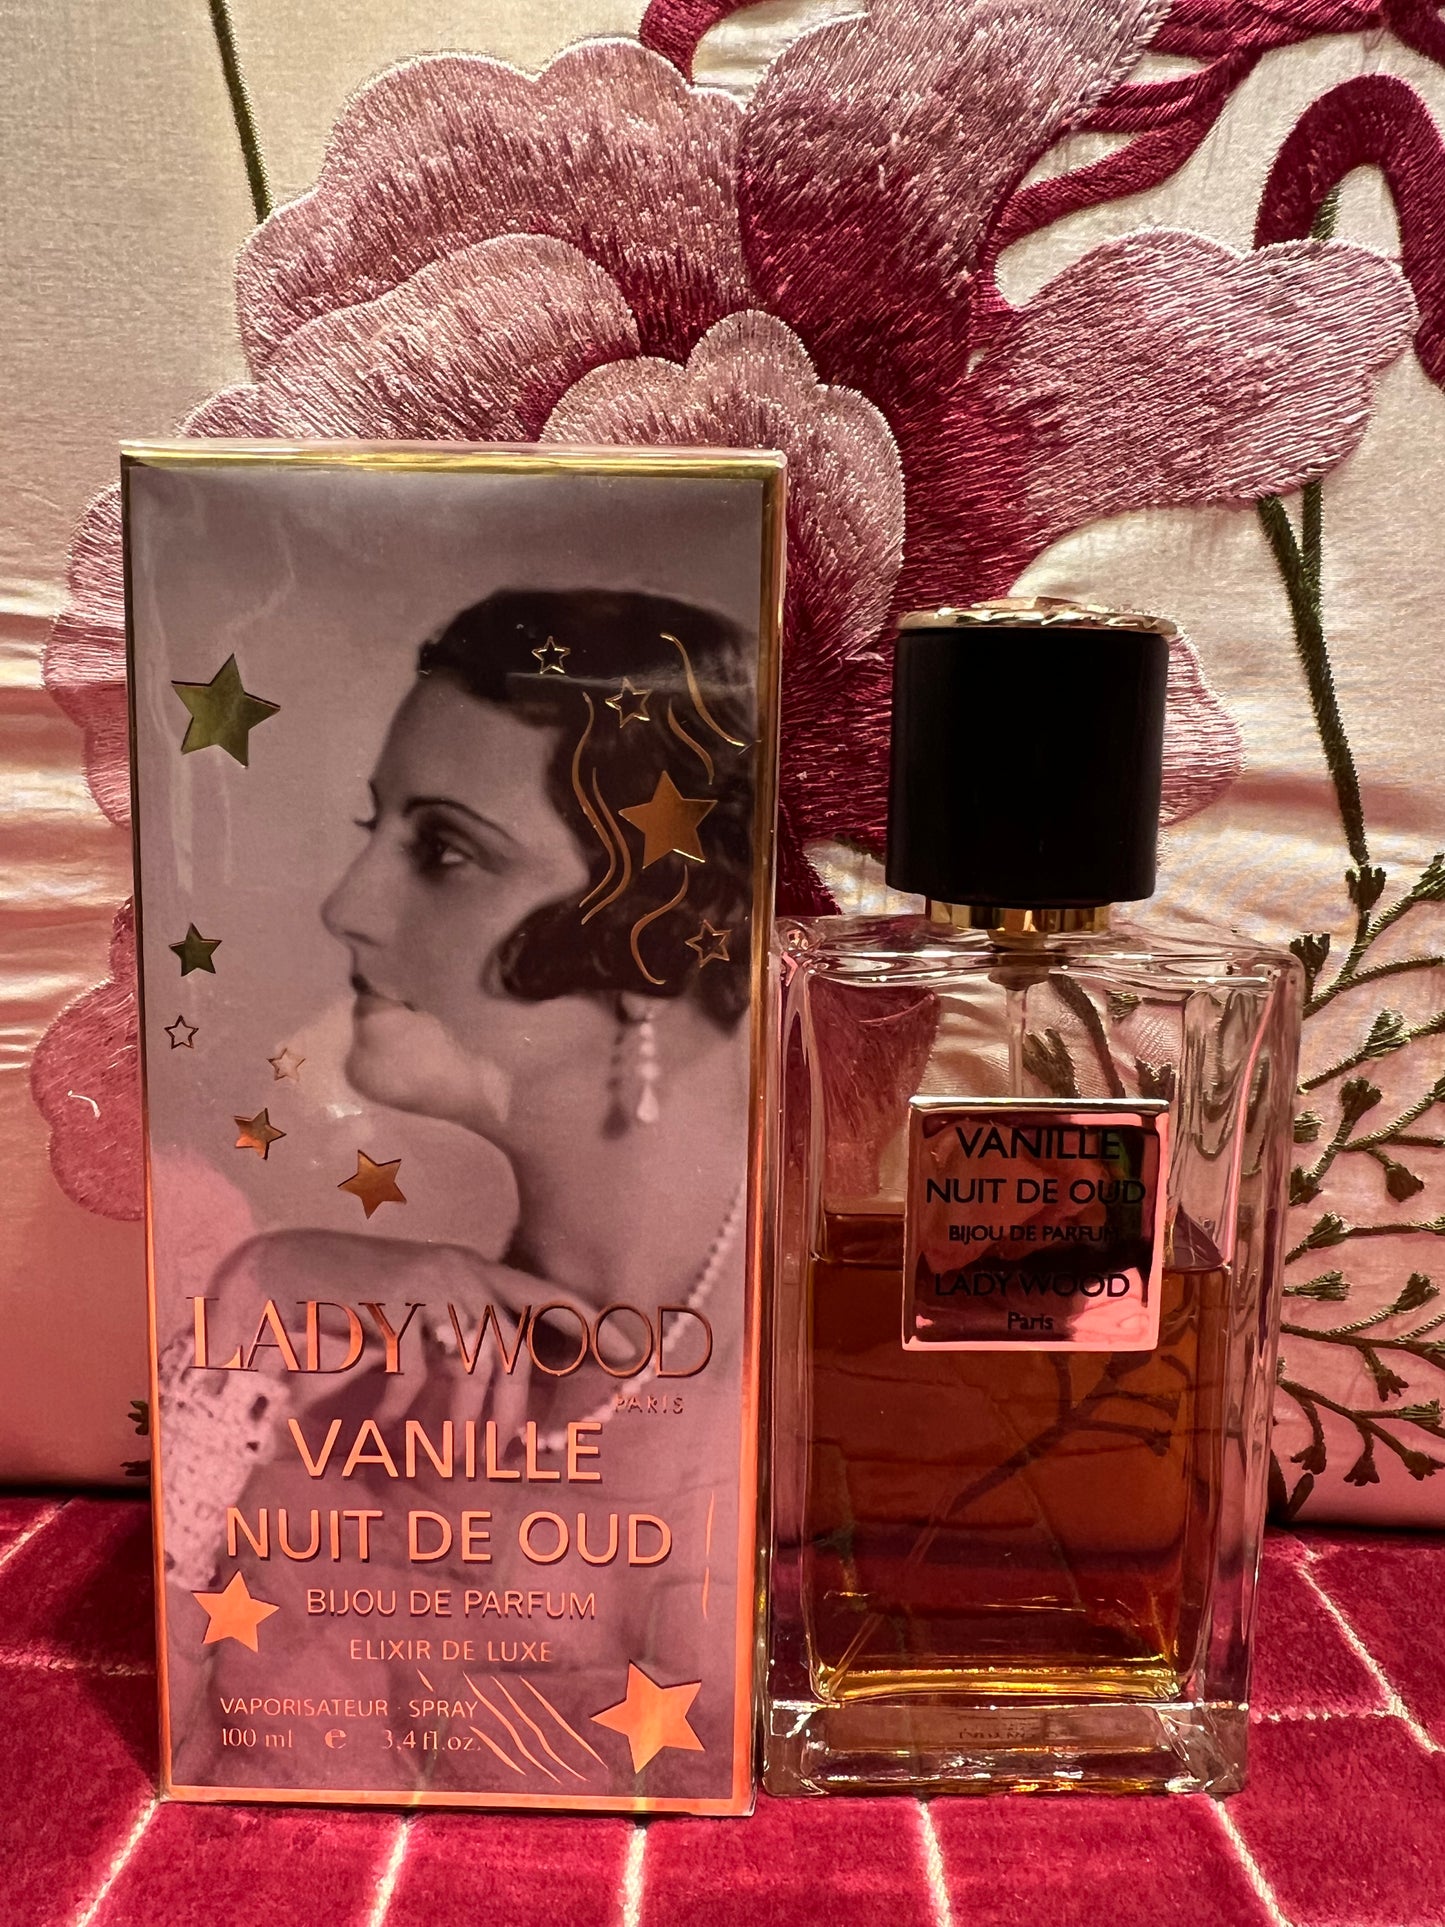 LADY WOOD
PARIS
VANILLE
NUIT DE OUD
BIJOU DE PARFUM
ELIXIR DE LUXE
VAPORISATEUR · SPRAY
100 ml e 3,4 fl.oz.
VANILLE
NUIT DE OUD
BIJOU DE PARFUM
LADY WOOD
Paris